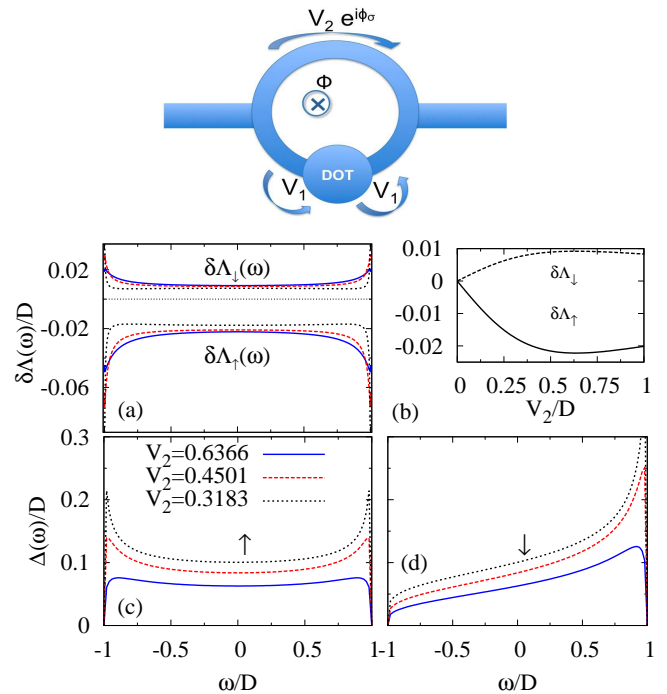 V₂ e^{iϕσ}
Φ
DOT
V₁
V₁
δΛ(ω)/D
0.02
-0.02
-0.06
δΛ↓(ω)
δΛ↑(ω)
(a)
0.01
0
-0.01
-0.02
δΛ↓
δΛ↑
(b)
0 0.25 0.5 0.75 1
V₂/D
Δ(ω)/D
0.3
0.2
0.1
0
V₂=0.6366
V₂=0.4501
V₂=0.3183
↑
(c)
-1 -0.5 0 0.5 1
ω/D
↓
(d)
-1 -0.5 0 0.5 1
ω/D